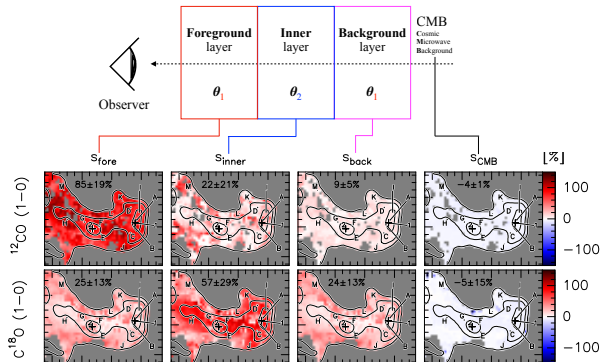 CMB
Cosmic
Microwave
Background
Foreground
layer
Inner
layer
Background
layer
Observer
θ1
θ2
θ1
Sfore
Sinner
Sback
SCMB
[%]
12CO (1−0)
85±19%
22±21%
9±5%
−4±1%
100
0
−100
C18O (1−0)
25±13%
57±29%
24±13%
−5±15%
100
0
−100